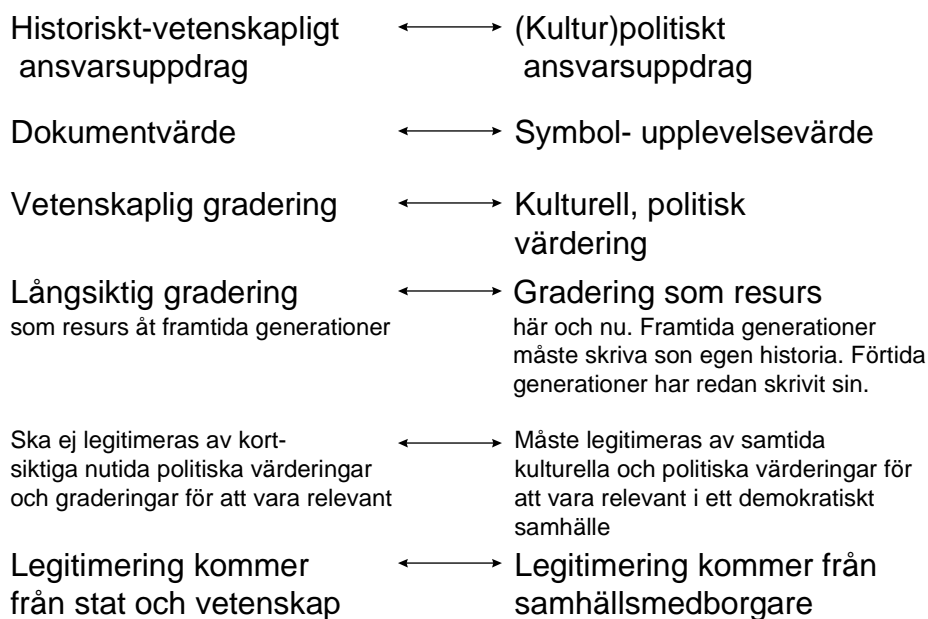 Historiskt-vetenskapligt
ansvarsuppdrag
(Kultur)politiskt
ansvarsuppdrag
Dokumentvärde
Symbol- upplevelsevärde
Vetenskaplig gradering
Kulturell, politisk
värdering
Långsiktig gradering
som resurs åt framtida generationer
Gradering som resurs
här och nu. Framtida generationer
måste skriva son egen historia. Förtida
generationer har redan skrivit sin.
Ska ej legitimeras av kort-
siktiga nutida politiska värderingar
och graderingar för att vara relevant
Måste legitimeras av samtida
kulturella och politiska värderingar för
att vara relevant i ett demokratiskt
samhälle
Legitimering kommer
från stat och vetenskap
Legitimering kommer från
samhällsmedborgare